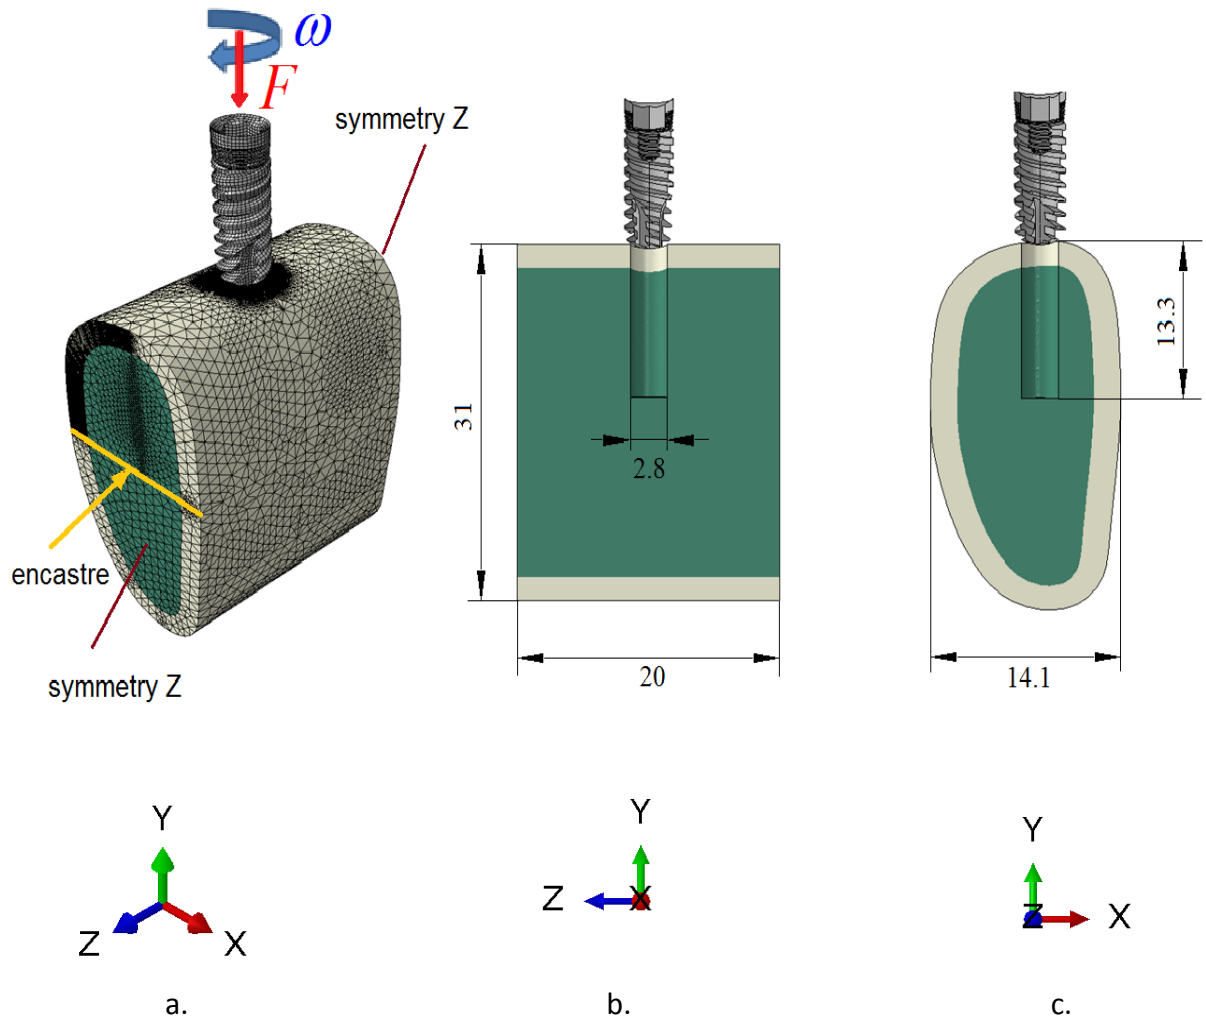 ω
F
symmetry Z
encastre
symmetry Z
31
2.8
20
13.3
14.1
Y
Z
X
Y
Z
X
Y
Z
X
a.
b.
c.